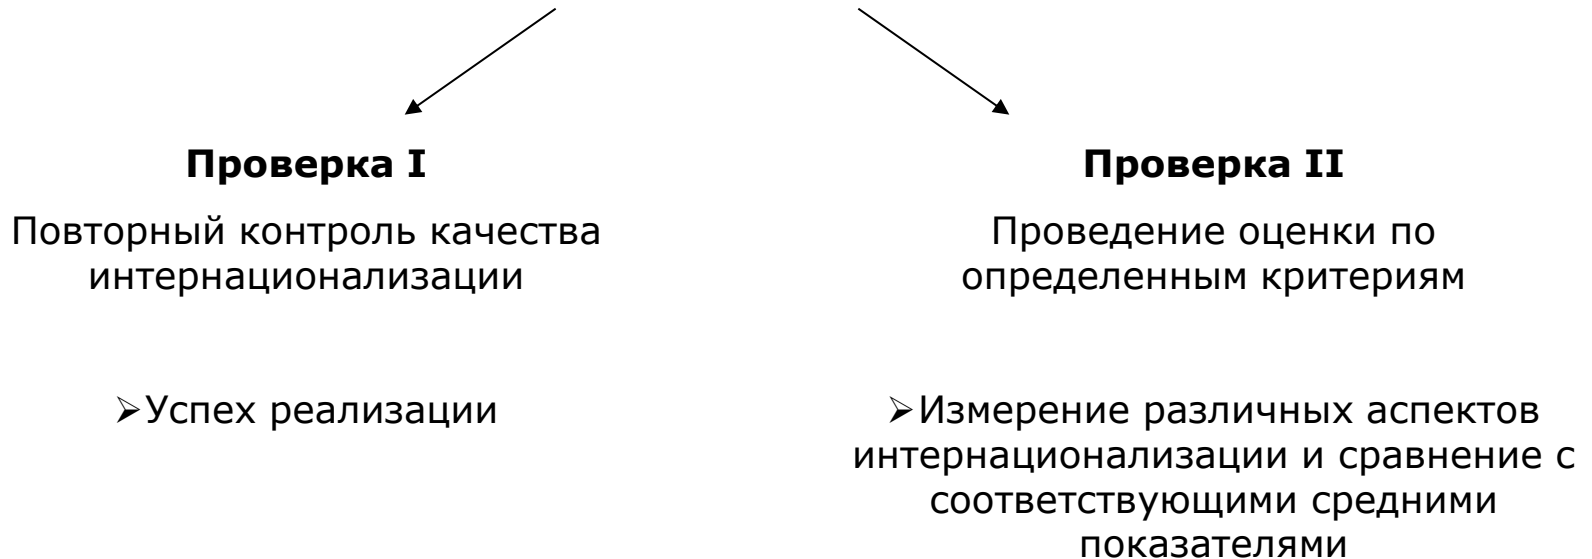 Проверка I
Повторный контроль качества
интернационализации
➢Успех реализации
Проверка II
Проведение оценки по
определенным критериям
➢Измерение различных аспектов
интернационализации и сравнение с
соответствующими средними
показателями